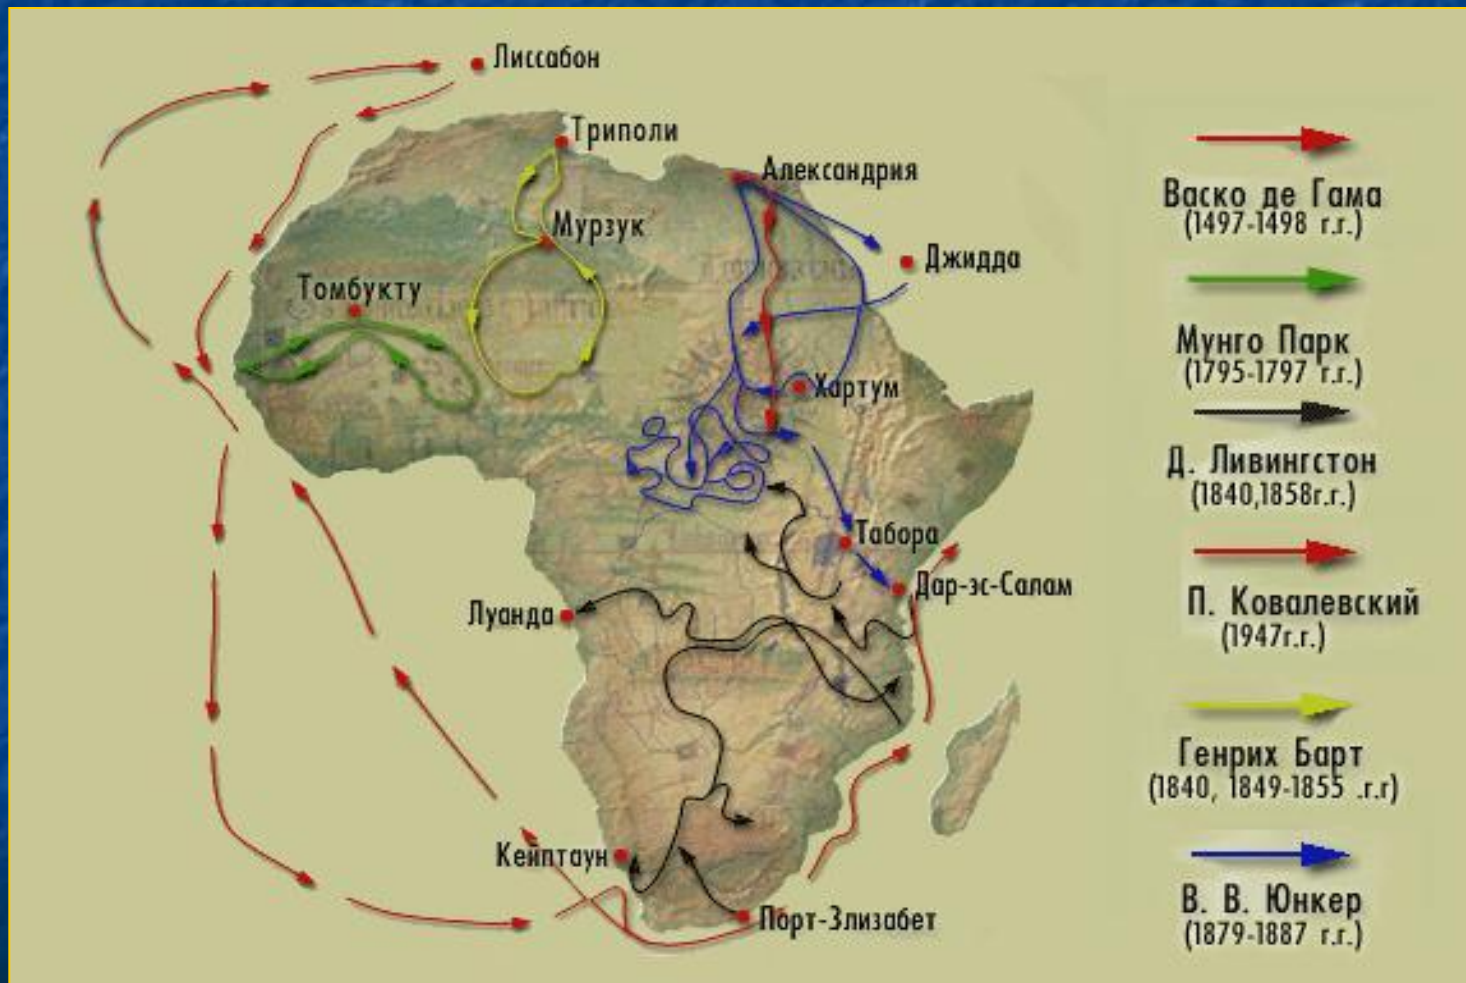 Лиссабон
Триполи
Александрия
Мурзук
Джидда
Томбукту
Хартум
Табора
Дар-эс-Салам
Луанда
Кейптаун
Порт-Элизабет
Васко де Гама
(1497-1498 г.г.)
Мунго Парк
(1795-1797 г.г.)
Д. Ливингстон
(1840,1858г.г.)
П. Ковалевский
(1947г.г.)
Генрих Барт
(1840, 1849-1855 .г.г)
В. В. Юнкер
(1879-1887 г.г.)